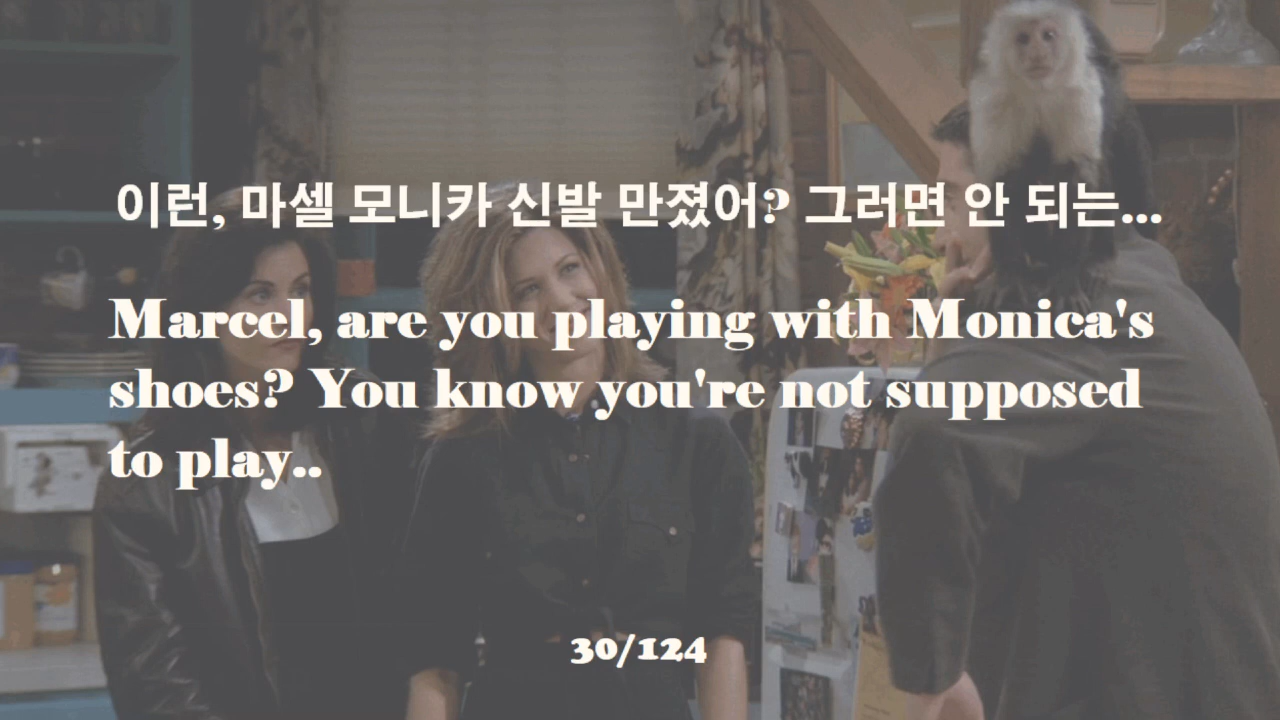 이런, 마셀 모니카 신발 만졌어? 그러면 안 되는...
Marcel, are you playing with Monica's
shoes? You know you're not supposed
to play..
30/124